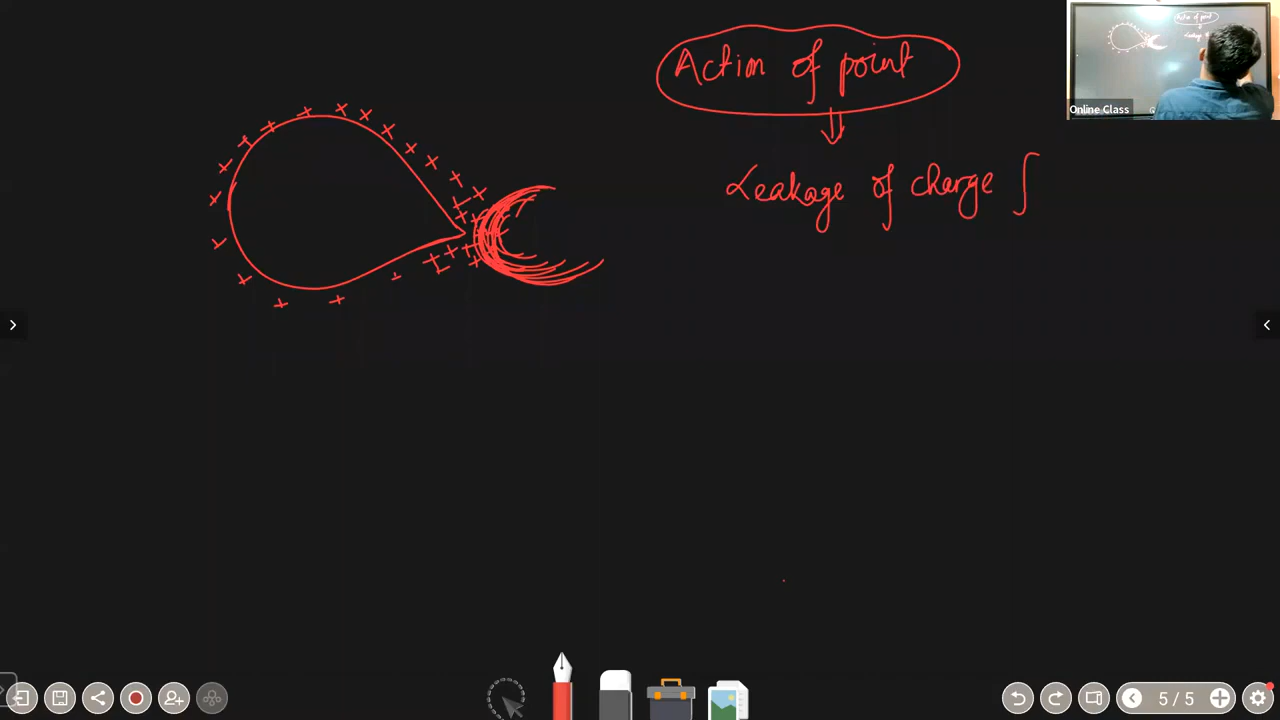 Action of point
Leakage of charge
Online Class
5/5